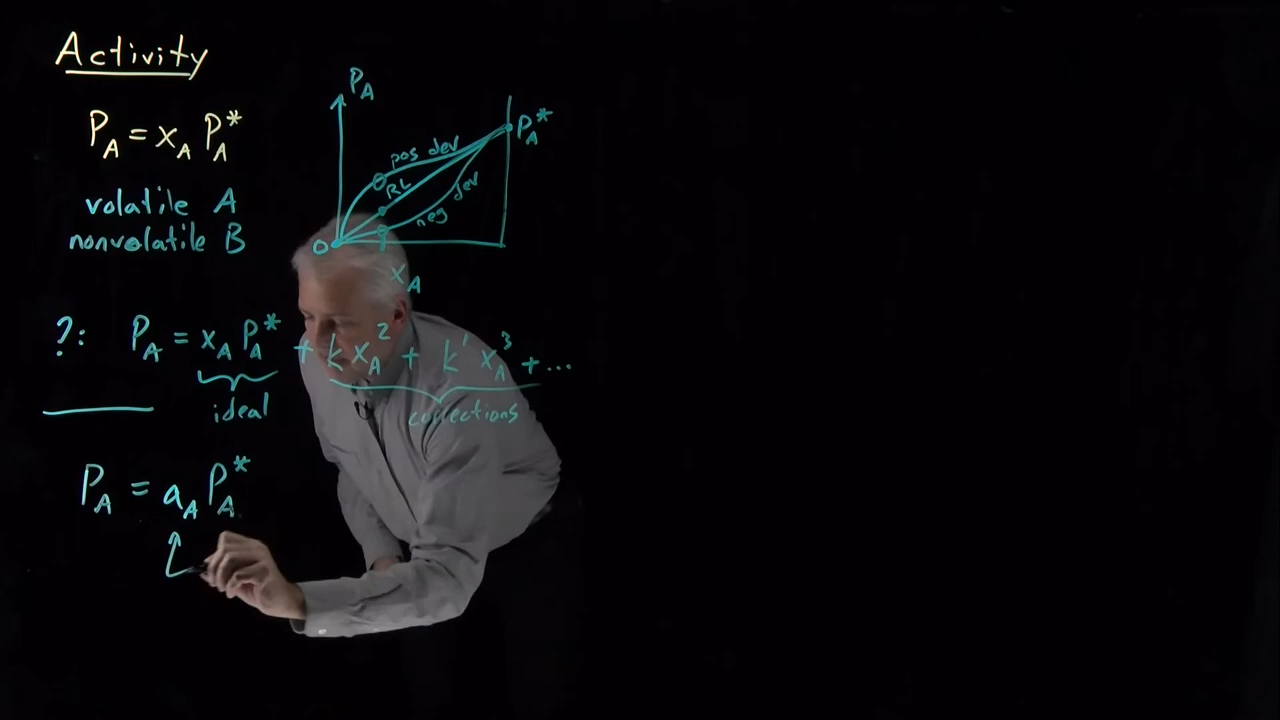 Activity
P_A = x_A P_A^*
volatile A
nonvolatile B
P_A
P_A^*
pos dev
RL
neg dev
0
x_A
?: P_A = x_A P_A^* + k x_A^2 + k' x_A^3 + ...
ideal
corrections
P_A = a_A P_A^*